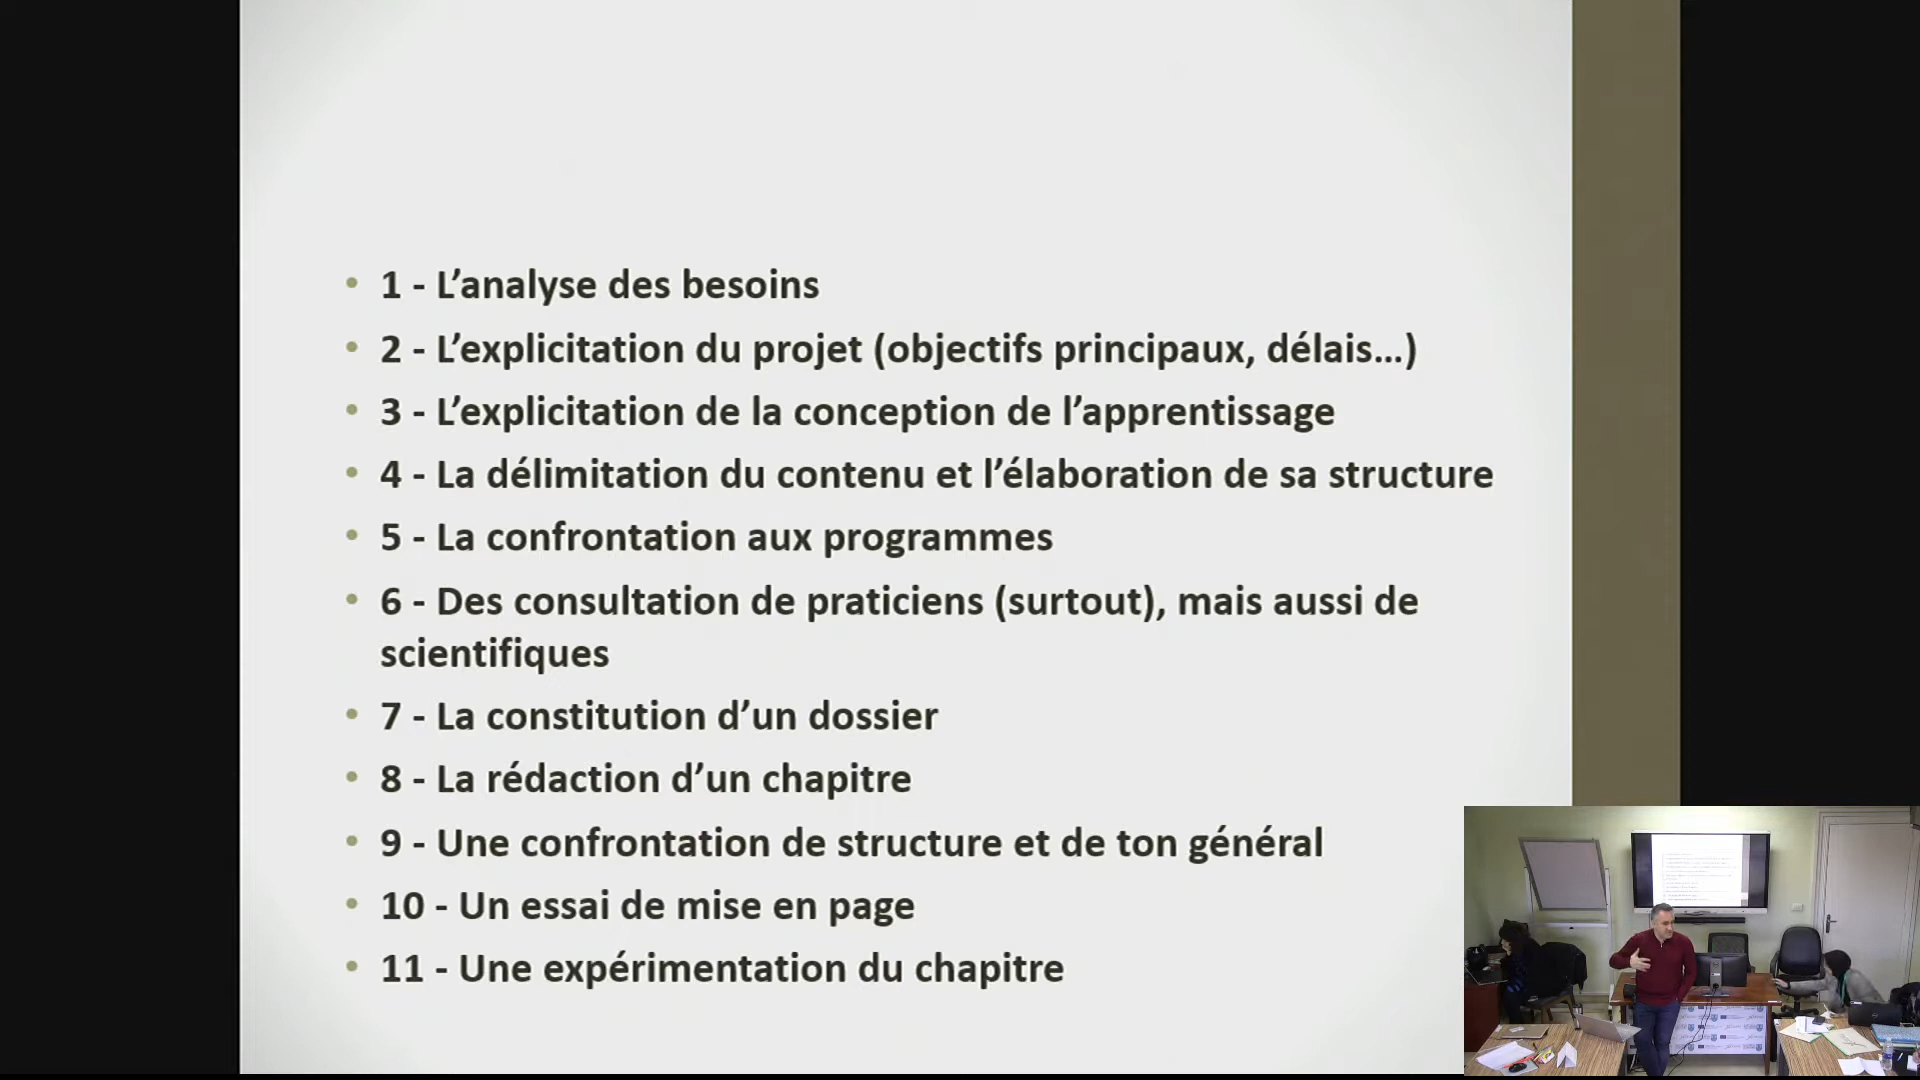 • 1 - L’analyse des besoins
• 2 - L’explicitation du projet (objectifs principaux, délais…)
• 3 - L’explicitation de la conception de l’apprentissage
• 4 - La délimitation du contenu et l’élaboration de sa structure
• 5 - La confrontation aux programmes
• 6 - Des consultation de praticiens (surtout), mais aussi de
scientifiques
• 7 - La constitution d’un dossier
• 8 - La rédaction d’un chapitre
• 9 - Une confrontation de structure et de ton général
• 10 - Un essai de mise en page
• 11 - Une expérimentation du chapitre